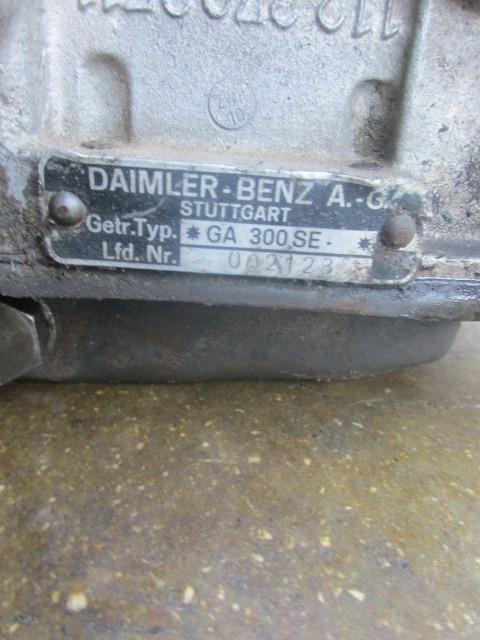 DAIMLER-BENZ A.-G.
STUTTGART
Getr.Typ. * GA 300 SE - *
Lfd. Nr. 002123